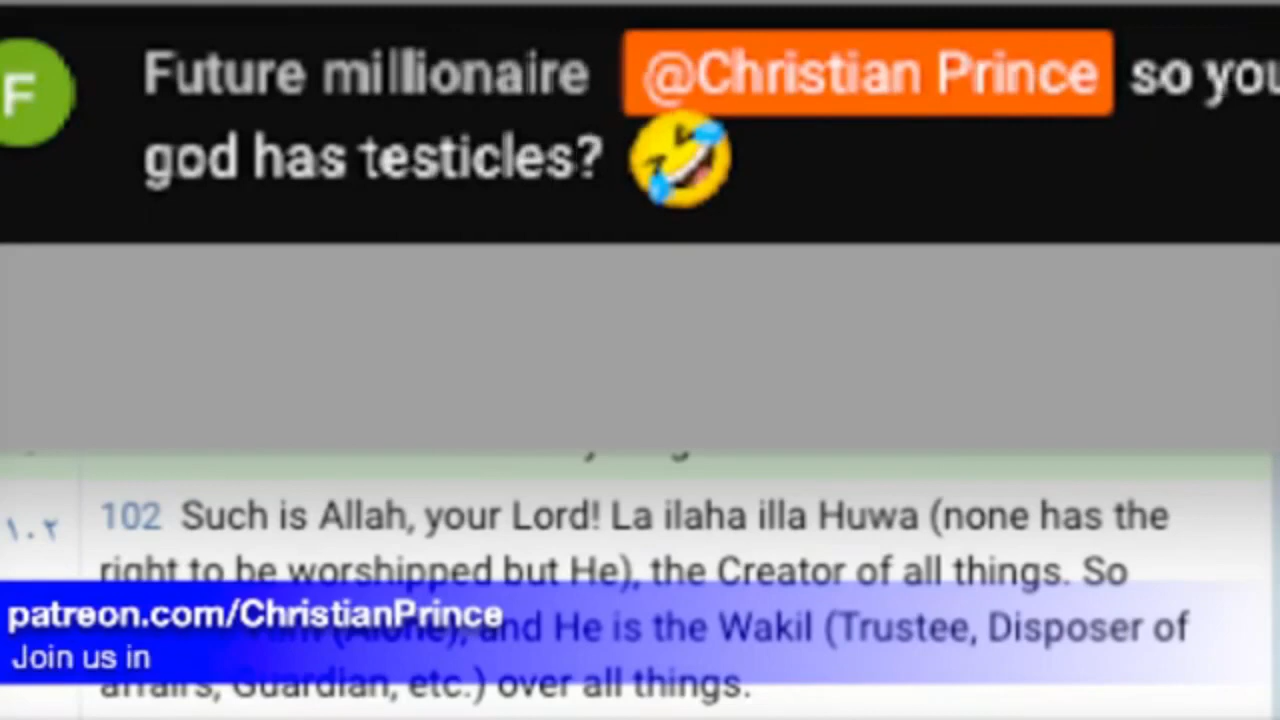 F
Future millionaire @Christian Prince so you
god has testicles? 🤣
١٠٢
102 Such is Allah, your Lord! La ilaha illa Huwa (none has the
right to be worshipped but He), the Creator of all things. So
(Alone), and He is the Wakil (Trustee, Disposer of
affairs, Guardian, etc.) over all things.
patreon.com/ChristianPrince
Join us in